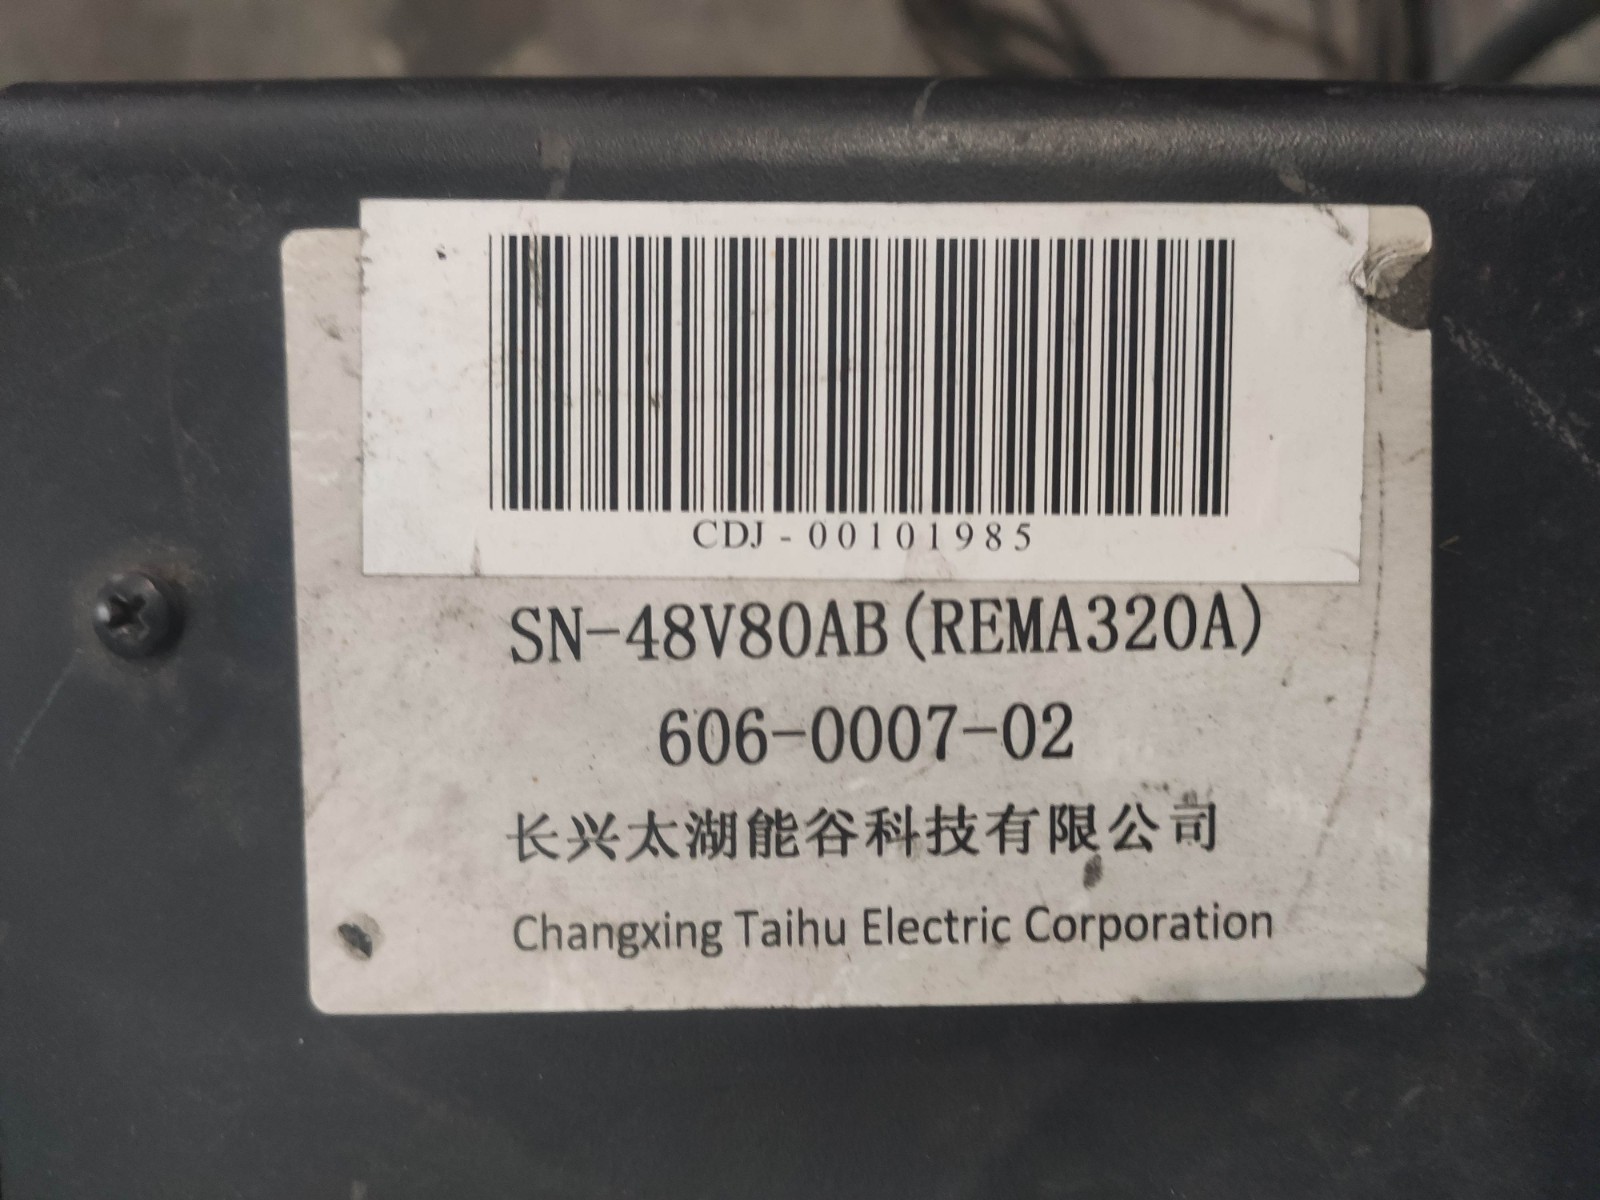 CDJ-00101985
SN-48V80AB(REMA320A)
606-0007-02
长兴太湖能谷科技有限公司
Changxing Taihu Electric Corporation